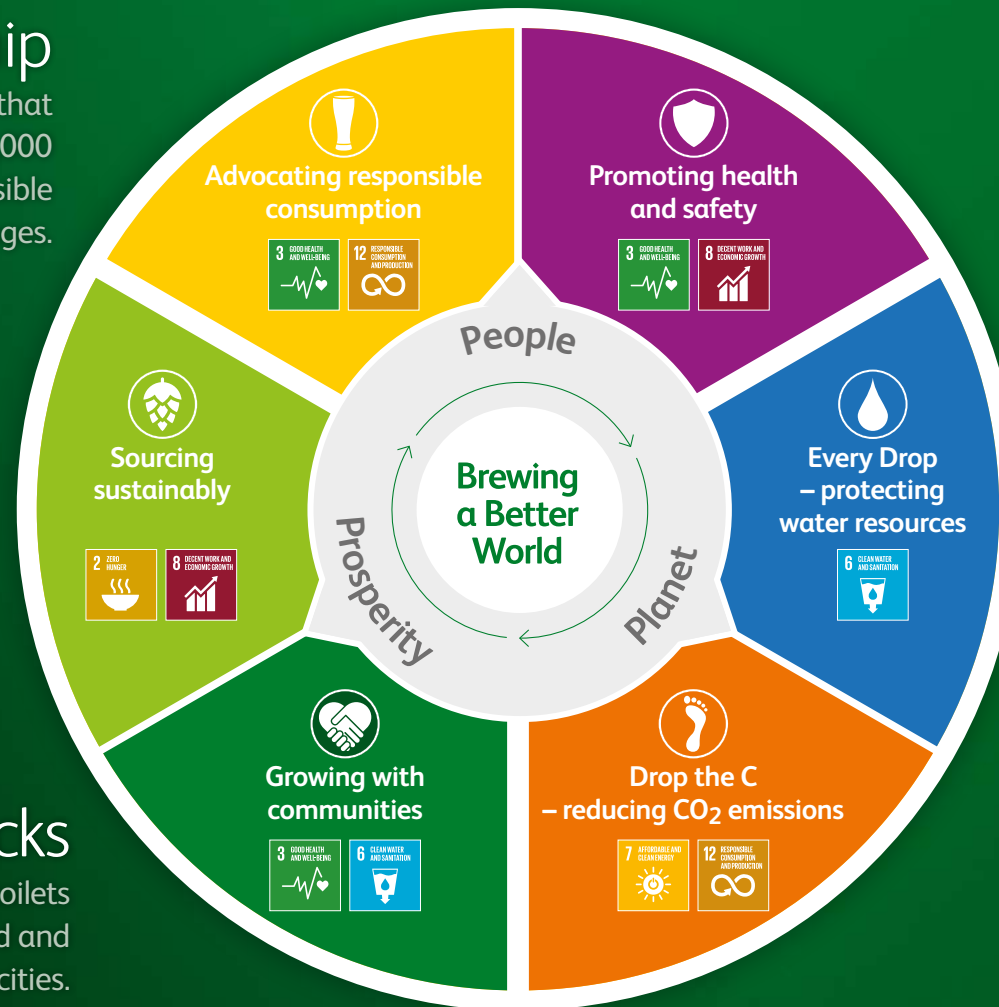 ip
that
000
sible
ges.
Advocating responsible
consumption
3 GOOD HEALTH
AND WELL-BEING
12 RESPONSIBLE
CONSUMPTION
AND PRODUCTION
Promoting health
and safety
3 GOOD HEALTH
AND WELL-BEING
8 DECENT WORK AND
ECONOMIC GROWTH
People
Sourcing
sustainably
2 ZERO
HUNGER
8 DECENT WORK AND
ECONOMIC GROWTH
Brewing
a Better
World
Every Drop
– protecting
water resources
6 CLEAN WATER
AND SANITATION
Prosperity
Planet
Growing with
communities
3 GOOD HEALTH
AND WELL-BEING
6 CLEAN WATER
AND SANITATION
Drop the C
– reducing CO2 emissions
7 AFFORDABLE AND
CLEAN ENERGY
12 RESPONSIBLE
CONSUMPTION
AND PRODUCTION
cks
oilets
d and
cities.